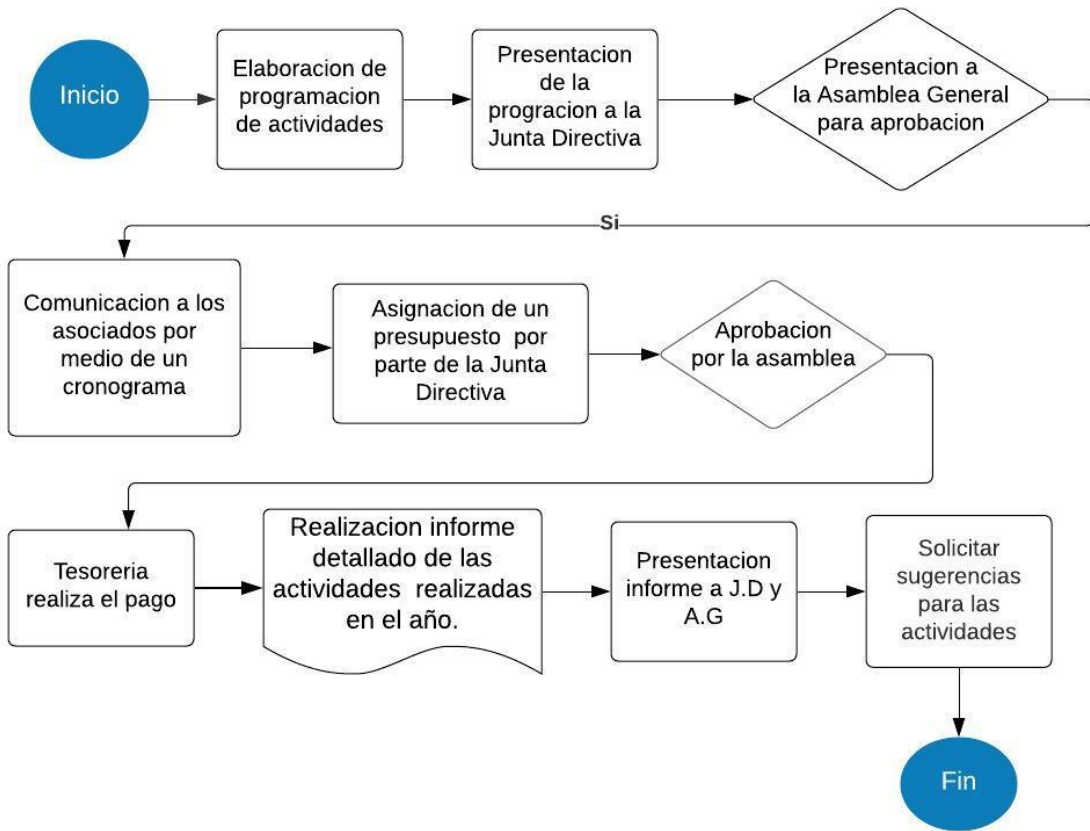 Inicio
Elaboracion de
programacion
de actividades
Presentacion
de la
progracion a la
Junta Directiva
Presentacion a
la Asamblea General
para aprobacion
Si
Comunicacion a los
asociados por
medio de un
cronograma
Asignacion de un
presupuesto por
parte de la Junta
Directiva
Aprobacion
por la asamblea
Tesoreria
realiza el pago
Realizacion informe
detallado de las
actividades realizadas
en el año.
Presentacion
informe a J.D y
A.G
Solicitar
sugerencias
para las
actividades
Fin